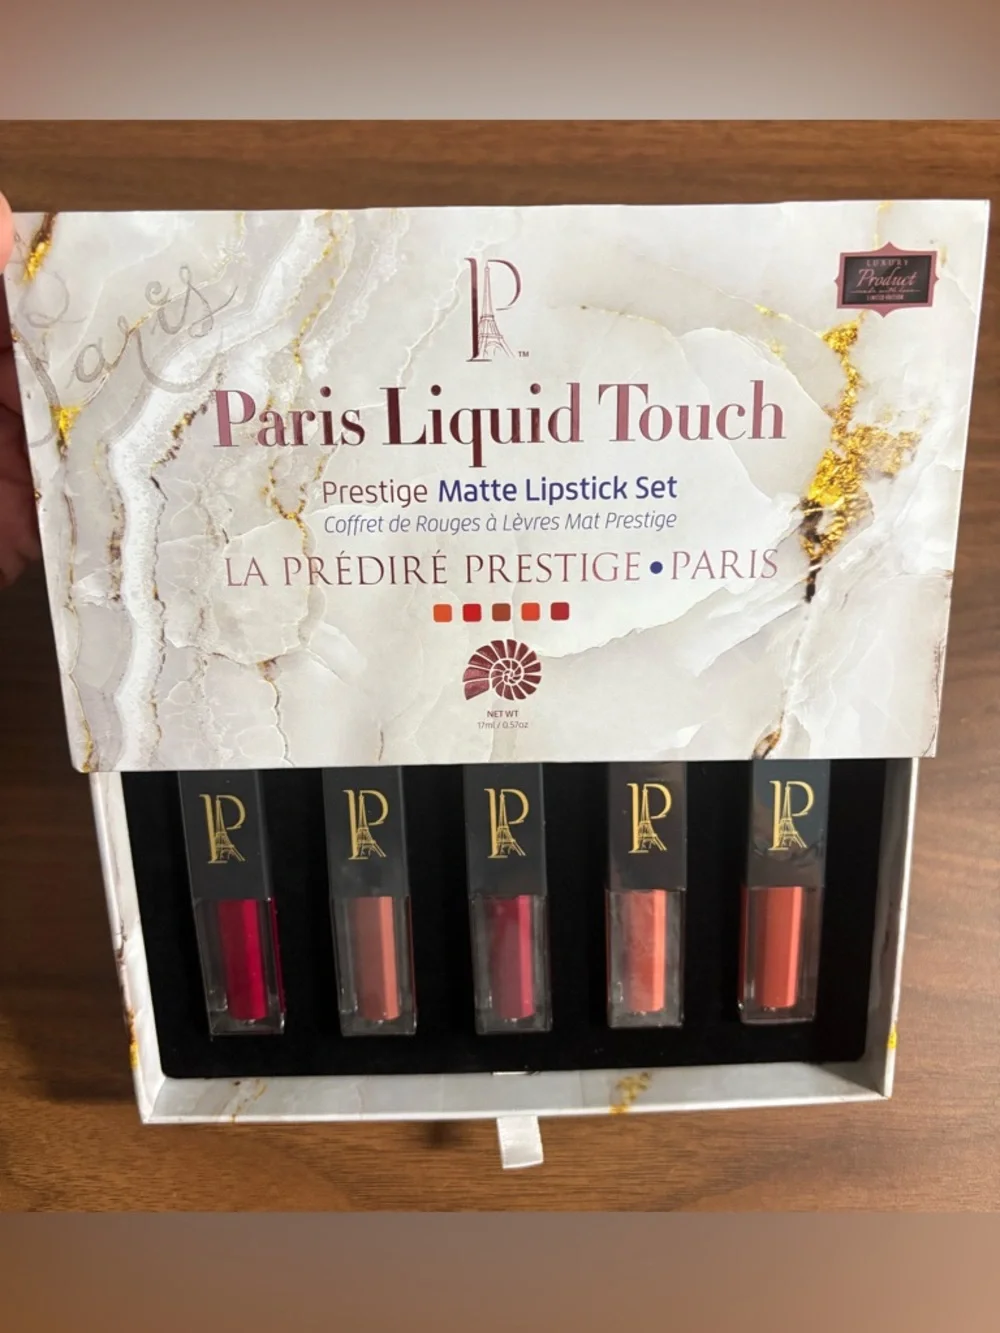 Paris
LUXURY
Product
LIMITED EDITION
P
TM
Paris Liquid Touch
Prestige Matte Lipstick Set
Coffret de Rouges à Lèvres Mat Prestige
LA PRÉDIRÉ PRESTIGE • PARIS
NET WT
17ml / 0.57oz
P P P P P